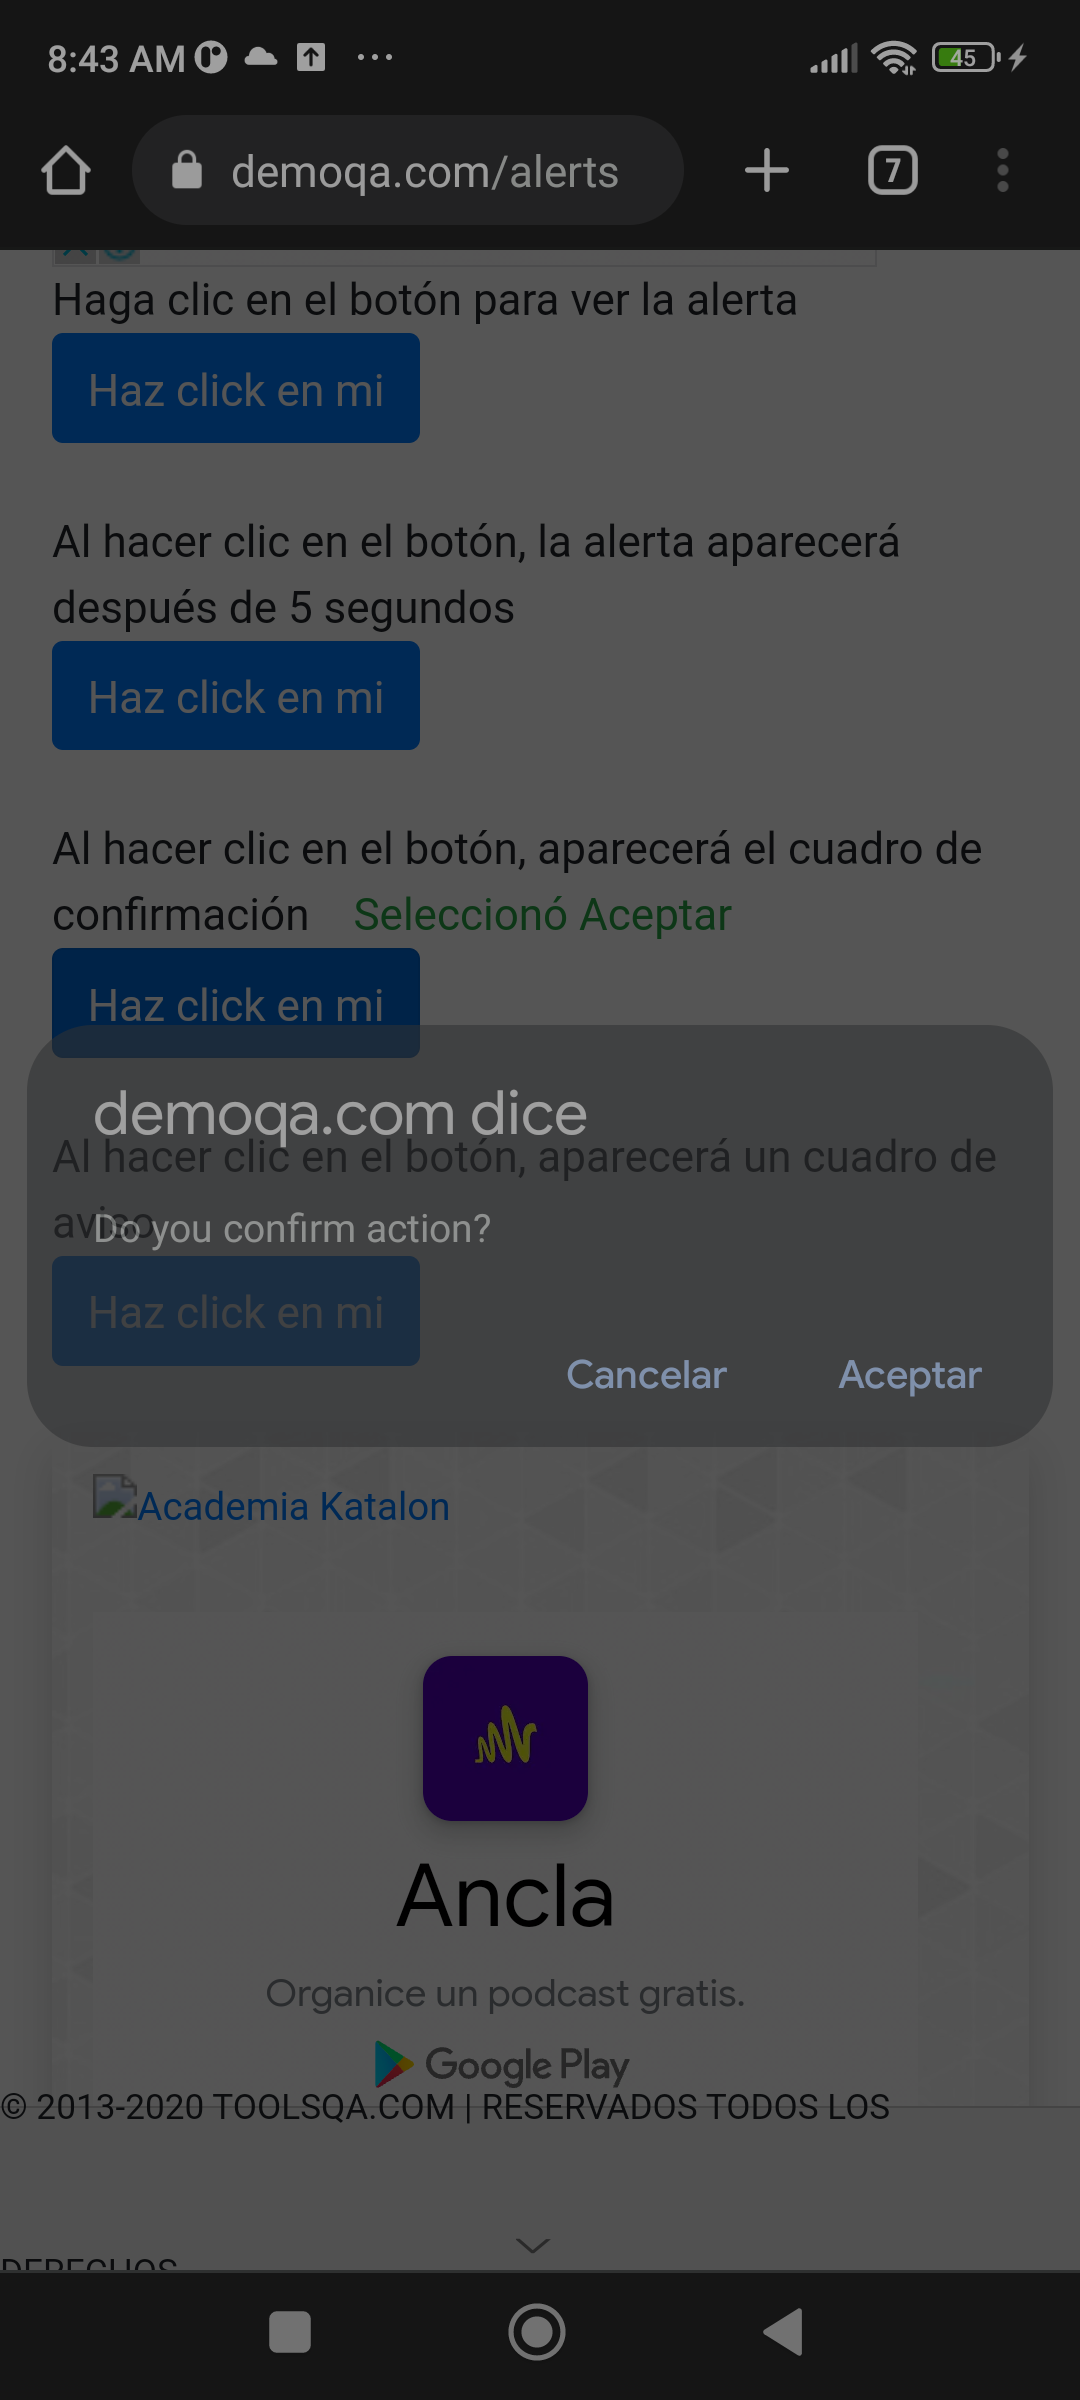 8:43 AM
45
demoqa.com/alerts
7
Haga clic en el botón para ver la alerta
Haz click en mi
Al hacer clic en el botón, la alerta aparecerá
después de 5 segundos
Haz click en mi
Al hacer clic en el botón, aparecerá el cuadro de
confirmación Seleccionó Aceptar
Haz click en mi
demoqa.com dice
Al hacer clic en el botón, aparecerá un cuadro de
aviso
Do you confirm action?
Haz click en mi
Cancelar Aceptar
Academia Katalon
Ancla
Organice un podcast gratis.
Google Play
© 2013-2020 TOOLSQA.COM | RESERVADOS TODOS LOS
DERECHOS